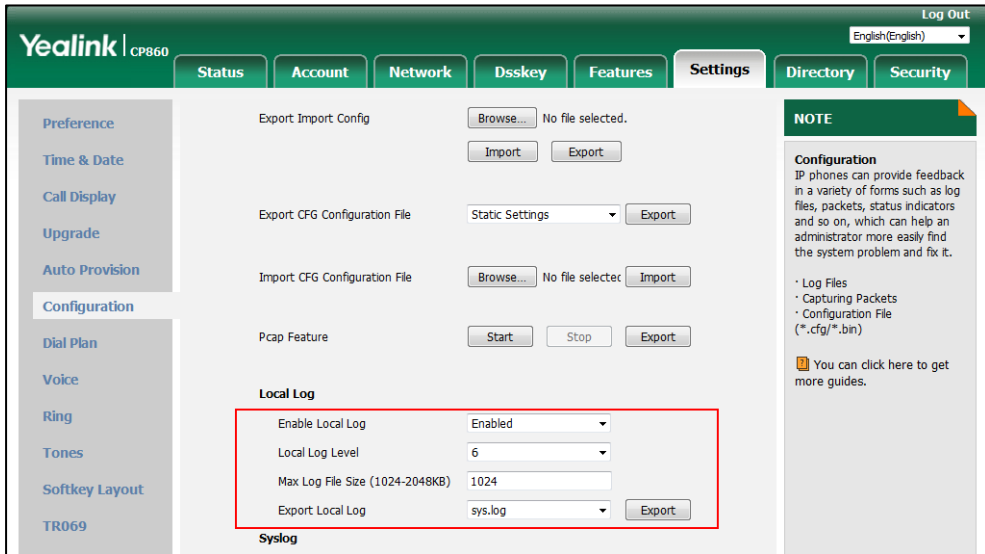 Log Out
Yealink CP860
English(English)
Status Account Network Dsskey Features Settings Directory Security
Preference
Time & Date
Call Display
Upgrade
Auto Provision
Configuration
Dial Plan
Voice
Ring
Tones
Softkey Layout
TR069
Export Import Config Browse... No file selected.
Import Export
Export CFG Configuration File Static Settings Export
Import CFG Configuration File Browse... No file selectec Import
Pcap Feature Start Stop Export
Local Log
Enable Local Log Enabled
Local Log Level 6
Max Log File Size (1024-2048KB) 1024
Export Local Log sys.log Export
Syslog
NOTE
Configuration
IP phones can provide feedback
in a variety of forms such as log
files, packets, status indicators
and so on, which can help an
administrator more easily find
the system problem and fix it.
· Log Files
· Capturing Packets
· Configuration File
(*.cfg/*.bin)
? You can click here to get
more guides.